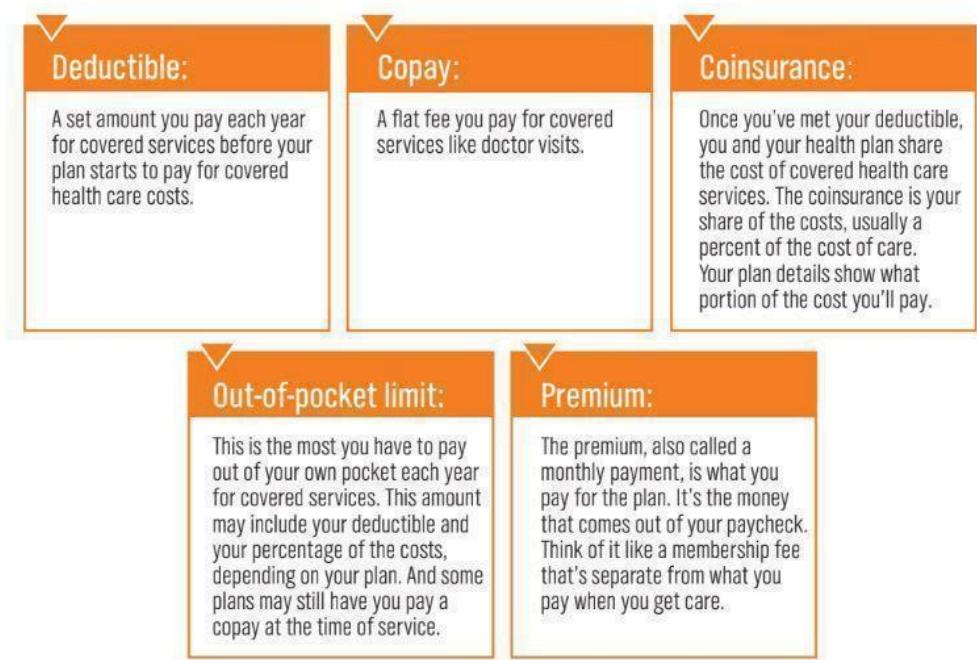 Deductible:
A set amount you pay each year
for covered services before your
plan starts to pay for covered
health care costs.
Copay:
A flat fee you pay for covered
services like doctor visits.
Coinsurance:
Once you've met your deductible,
you and your health plan share
the cost of covered health care
services. The coinsurance is your
share of the costs, usually a
percent of the cost of care.
Your plan details show what
portion of the cost you'll pay.
Out-of-pocket limit:
This is the most you have to pay
out of your own pocket each year
for covered services. This amount
may include your deductible and
your percentage of the costs,
depending on your plan. And some
plans may still have you pay a
copay at the time of service.
Premium:
The premium, also called a
monthly payment, is what you
pay for the plan. It's the money
that comes out of your paycheck.
Think of it like a membership fee
that's separate from what you
pay when you get care.